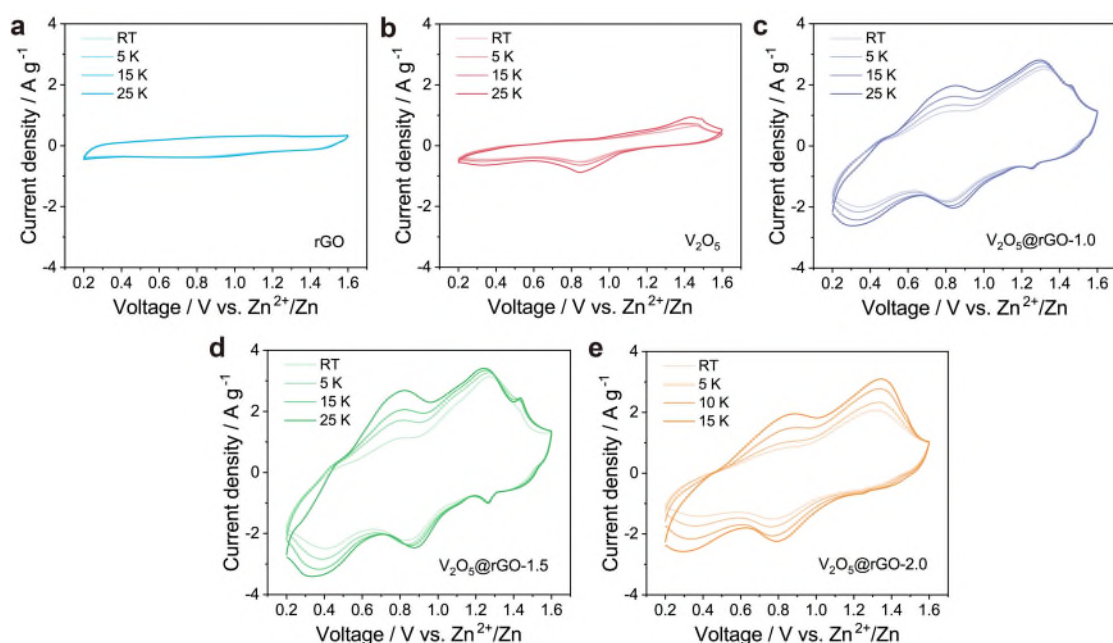 a
Current density / A g⁻¹
4
2
0
-2
-4
RT
5 K
15 K
25 K
rGO
0.2 0.4 0.6 0.8 1.0 1.2 1.4 1.6
Voltage / V vs. Zn²⁺/Zn
b
Current density / A g⁻¹
4
2
0
-2
-4
RT
5 K
15 K
25 K
V₂O₅
0.2 0.4 0.6 0.8 1.0 1.2 1.4 1.6
Voltage / V vs. Zn²⁺/Zn
c
Current density / A g⁻¹
4
2
0
-2
-4
RT
5 K
15 K
25 K
V₂O₅@rGO-1.0
0.2 0.4 0.6 0.8 1.0 1.2 1.4 1.6
Voltage / V vs. Zn²⁺/Zn
d
Current density / A g⁻¹
4
2
0
-2
-4
RT
5 K
15 K
25 K
V₂O₅@rGO-1.5
0.2 0.4 0.6 0.8 1.0 1.2 1.4 1.6
Voltage / V vs. Zn²⁺/Zn
e
Current density / A g⁻¹
4
2
0
-2
-4
RT
5 K
10 K
15 K
V₂O₅@rGO-2.0
0.2 0.4 0.6 0.8 1.0 1.2 1.4 1.6
Voltage / V vs. Zn²⁺/Zn